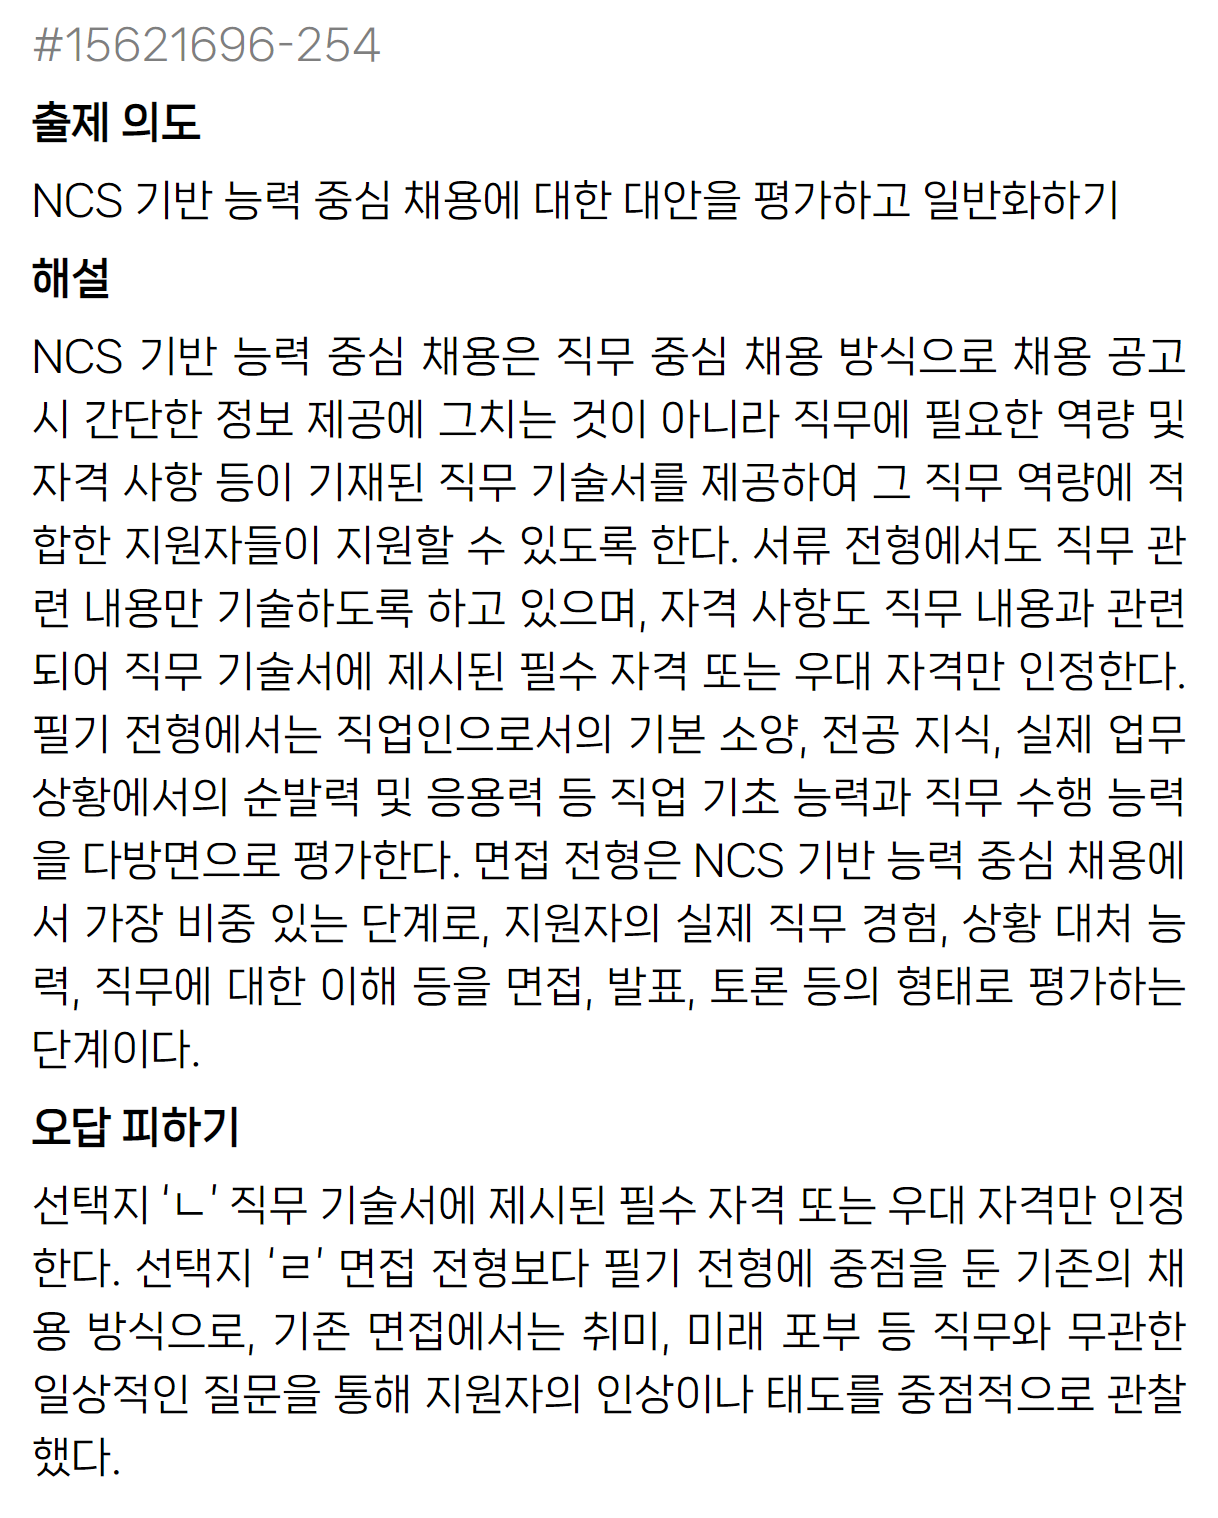 #15621696-254
출제 의도
NCS 기반 능력 중심 채용에 대한 대안을 평가하고 일반화하기
해설
NCS 기반 능력 중심 채용은 직무 중심 채용 방식으로 채용 공고
시 간단한 정보 제공에 그치는 것이 아니라 직무에 필요한 역량 및
자격 사항 등이 기재된 직무 기술서를 제공하여 그 직무 역량에 적
합한 지원자들이 지원할 수 있도록 한다. 서류 전형에서도 직무 관
련 내용만 기술하도록 하고 있으며, 자격 사항도 직무 내용과 관련
되어 직무 기술서에 제시된 필수 자격 또는 우대 자격만 인정한다.
필기 전형에서는 직업인으로서의 기본 소양, 전공 지식, 실제 업무
상황에서의 순발력 및 응용력 등 직업 기초 능력과 직무 수행 능력
을 다방면으로 평가한다. 면접 전형은 NCS 기반 능력 중심 채용에
서 가장 비중 있는 단계로, 지원자의 실제 직무 경험, 상황 대처 능
력, 직무에 대한 이해 등을 면접, 발표, 토론 등의 형태로 평가하는
단계이다.
오답 피하기
선택지 ‘ㄴ’ 직무 기술서에 제시된 필수 자격 또는 우대 자격만 인정
한다. 선택지 ‘ㄹ’ 면접 전형보다 필기 전형에 중점을 둔 기존의 채
용 방식으로, 기존 면접에서는 취미, 미래 포부 등 직무와 무관한
일상적인 질문을 통해 지원자의 인상이나 태도를 중점적으로 관찰
했다.